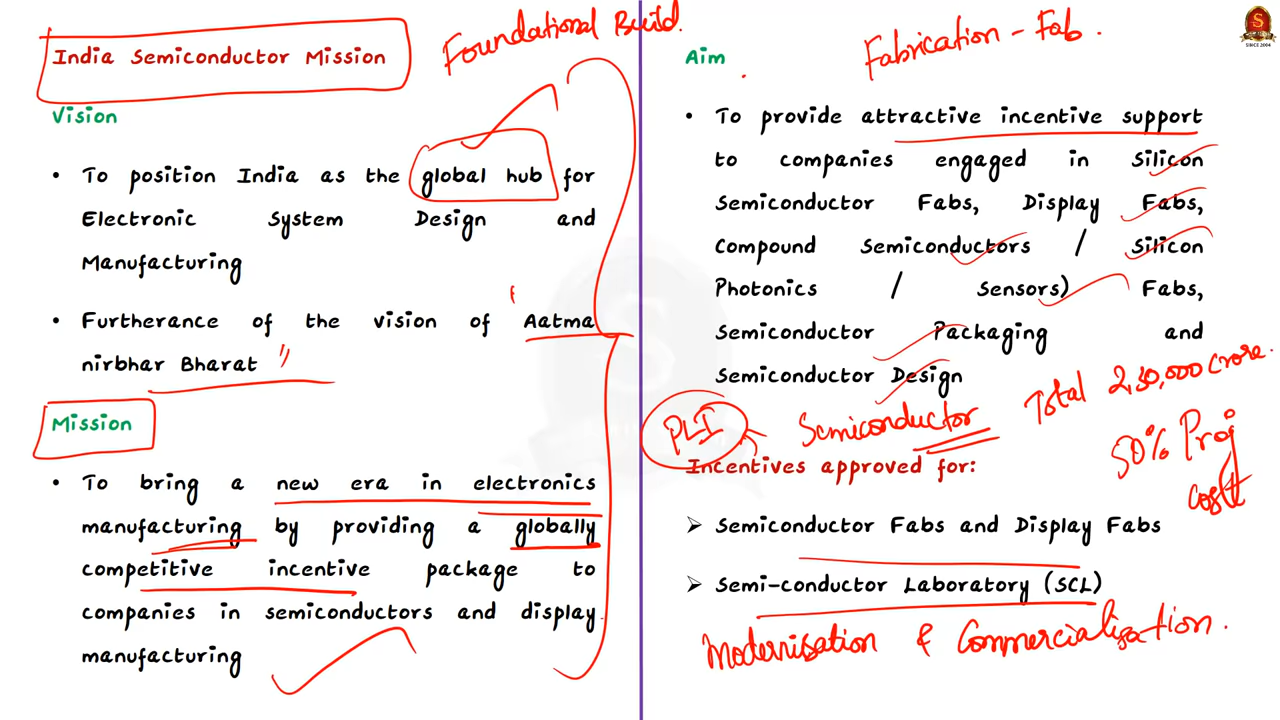 India Semiconductor Mission
Foundational Build.
Vision
• To position India as the global hub for
Electronic System Design and
Manufacturing
• Furtherance of the vision of "Aatma
nirbhar Bharat"
Mission
• To bring a new era in electronics
manufacturing by providing a globally
competitive incentive package to
companies in semiconductors and display
manufacturing
Aim
Fabrication - Fab.
S
SINCE 2004
• To provide attractive incentive support
to companies engaged in Silicon
Semiconductor Fabs, Display Fabs,
Compound Semiconductors / Silicon
Photonics / Sensors) Fabs,
Semiconductor Packaging and
Semiconductor Design
PLI Semiconductor
Total 2,30,000 crore.
50% Proj
cost
Incentives approved for:
➢ Semiconductor Fabs and Display Fabs
➢ Semi-conductor Laboratory (SCL)
Modernisation & Commercialization.